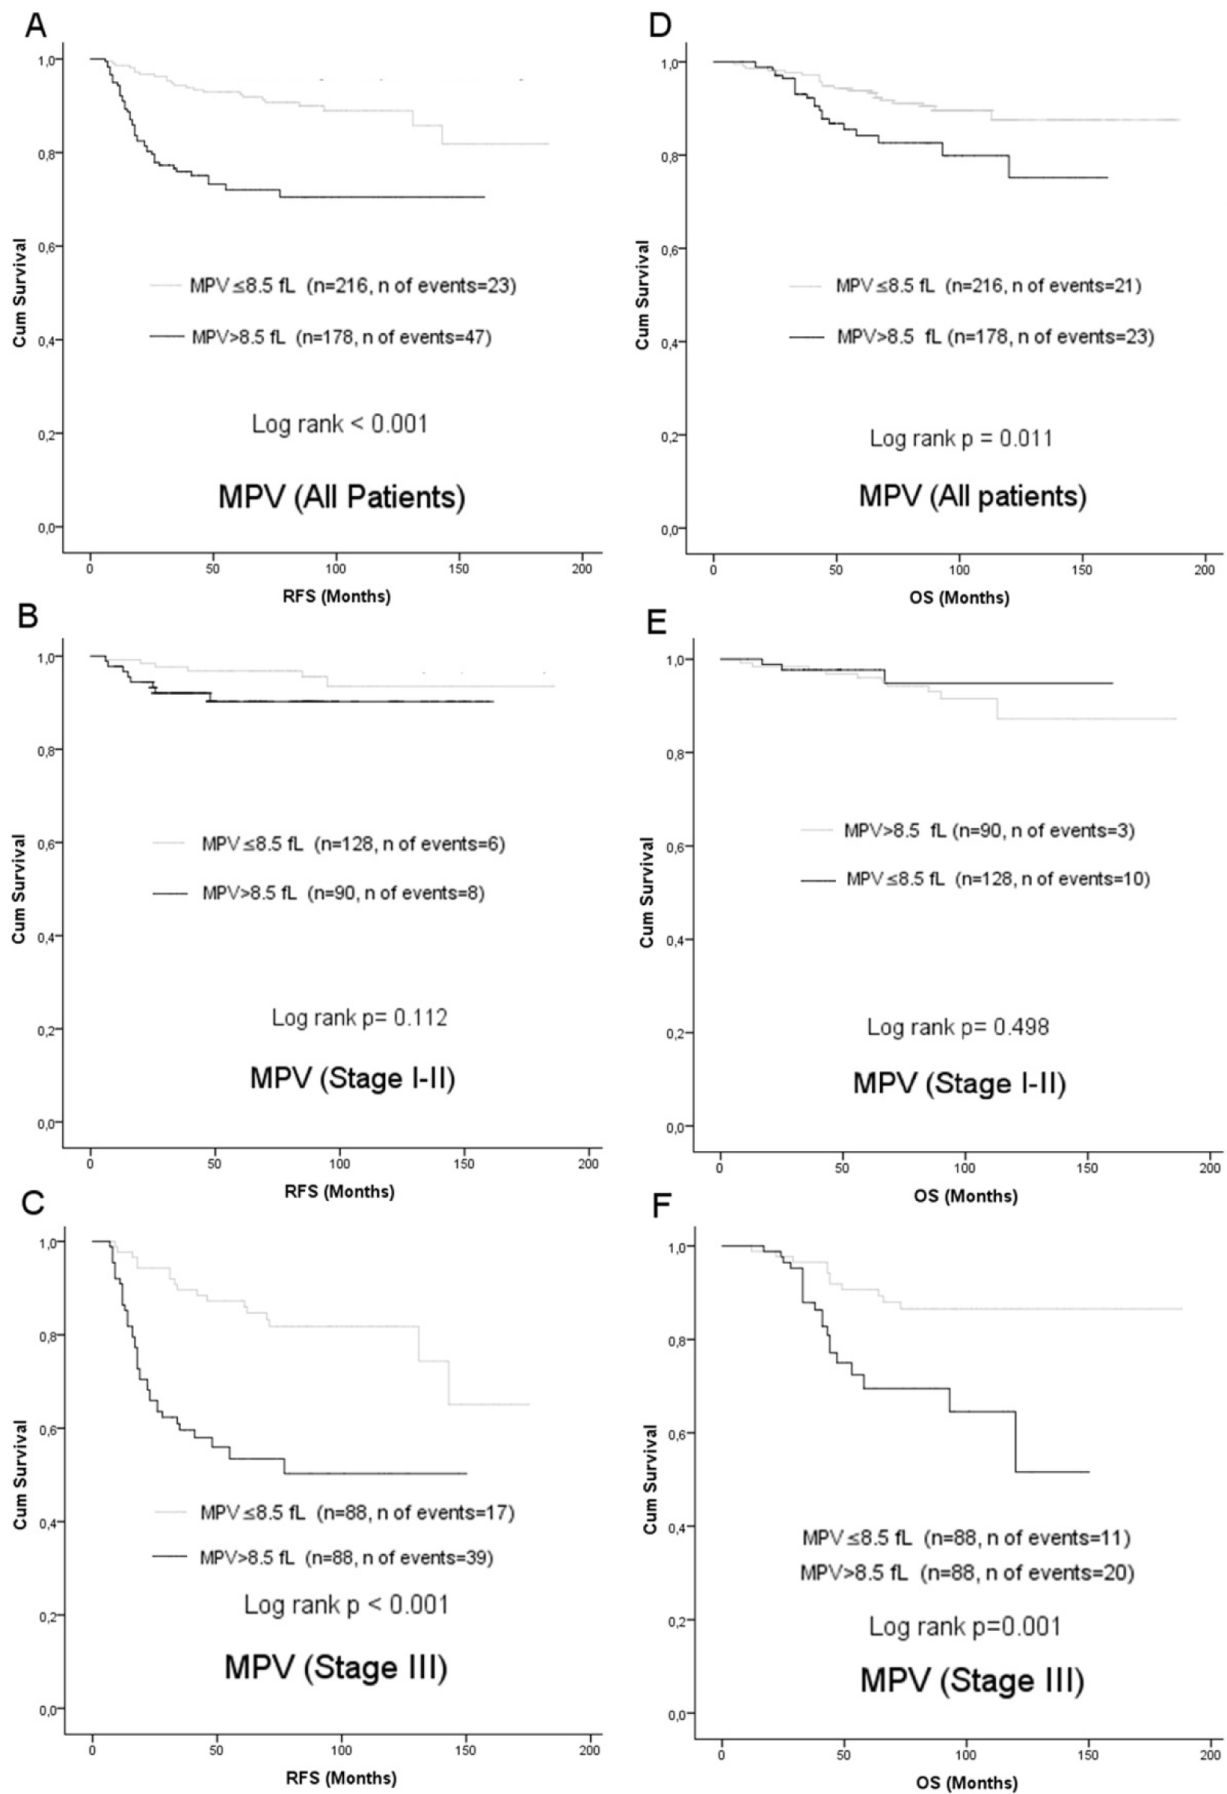 A
1,0
0,8
0,6
0,4
0,2
0,0
Cum Survival
MPV ≤8.5 fL (n=216, n of events=23)
MPV>8.5 fL (n=178, n of events=47)
Log rank < 0.001
MPV (All Patients)
0 50 100 150 200
RFS (Months)
D
1,0
0,8
0,6
0,4
0,2
0,0
Cum Survival
MPV ≤8.5 fL (n=216, n of events=21)
MPV>8.5 fL (n=178, n of events=23)
Log rank p = 0.011
MPV (All patients)
0 50 100 150 200
OS (Months)
B
1,0
0,8
0,6
0,4
0,2
0,0
Cum Survival
MPV ≤8.5 fL (n=128, n of events=6)
MPV>8.5 fL (n=90, n of events=8)
Log rank p= 0.112
MPV (Stage I-II)
0 50 100 150 200
RFS (Months)
E
1,0
0,8
0,6
0,4
0,2
0,0
Cum Survival
MPV>8.5 fL (n=90, n of events=3)
MPV ≤8.5 fL (n=128, n of events=10)
Log rank p= 0.498
MPV (Stage I-II)
0 50 100 150 200
OS (Months)
C
1,0
0,8
0,6
0,4
0,2
0,0
Cum Survival
MPV ≤8.5 fL (n=88, n of events=17)
MPV>8.5 fL (n=88, n of events=39)
Log rank p < 0.001
MPV (Stage III)
0 50 100 150 200
RFS (Months)
F
1,0
0,8
0,6
0,4
0,2
0,0
Cum Survival
MPV ≤8.5 fL (n=88, n of events=11)
MPV>8.5 fL (n=88, n of events=20)
Log rank p=0.001
MPV (Stage III)
0 50 100 150 200
OS (Months)